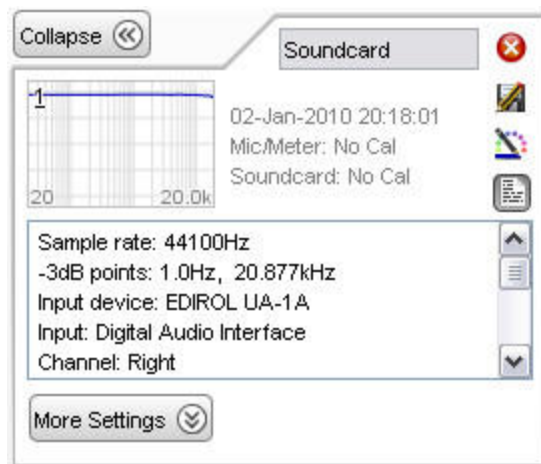 Collapse
Soundcard
1
20
20.0k
02-Jan-2010 20:18:01
Mic/Meter: No Cal
Soundcard: No Cal
Sample rate: 44100Hz
-3dB points: 1.0Hz, 20.877kHz
Input device: EDIROL UA-1A
Input: Digital Audio Interface
Channel: Right
More Settings